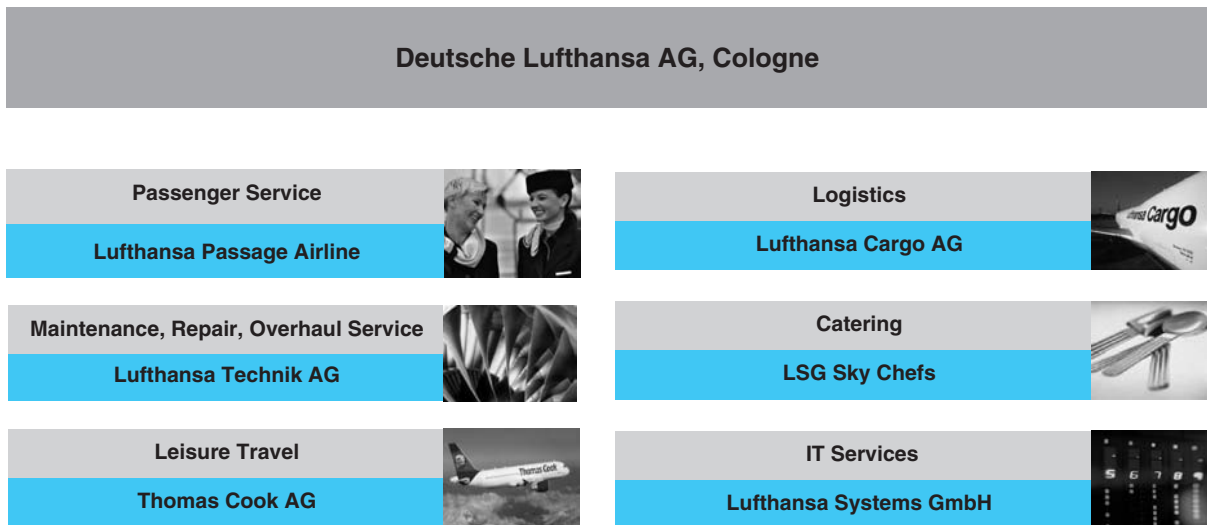 Deutsche Lufthansa AG, Cologne
Passenger Service
Lufthansa Passage Airline
Logistics
Lufthansa Cargo AG
Cargo
Maintenance, Repair, Overhaul Service
Lufthansa Technik AG
Catering
LSG Sky Chefs
Leisure Travel
Thomas Cook AG
Thomas Cook
IT Services
Lufthansa Systems GmbH
5 6 7 8 9